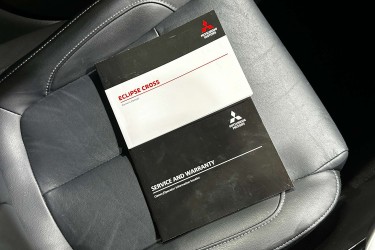 MITSUBISHI
MOTORS
ECLIPSE CROSS
MITSUBISHI
MOTORS
SERVICE AND WARRANTY